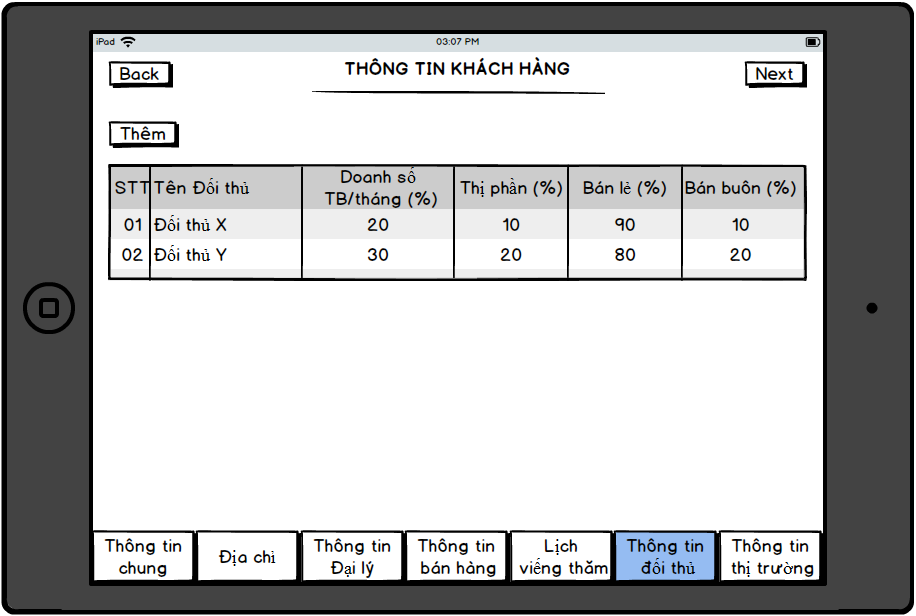 iPad 03:07 PM
Back THÔNG TIN KHÁCH HÀNG Next
Thêm
STT Tên Đối thủ Doanh số TB/tháng (%) Thị phần (%) Bán lẻ (%) Bán buôn (%)
01 Đối thủ X 20 10 90 10
02 Đối thủ Y 30 20 80 20
Thông tin chung Địa chỉ Thông tin Đại lý Thông tin bán hàng Lịch viếng thăm Thông tin đối thủ Thông tin thị trường